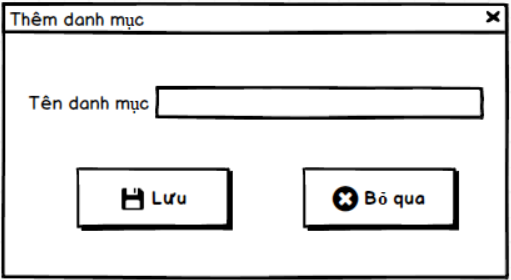 Thêm danh mục
Tên danh mục
Lưu
Bỏ qua